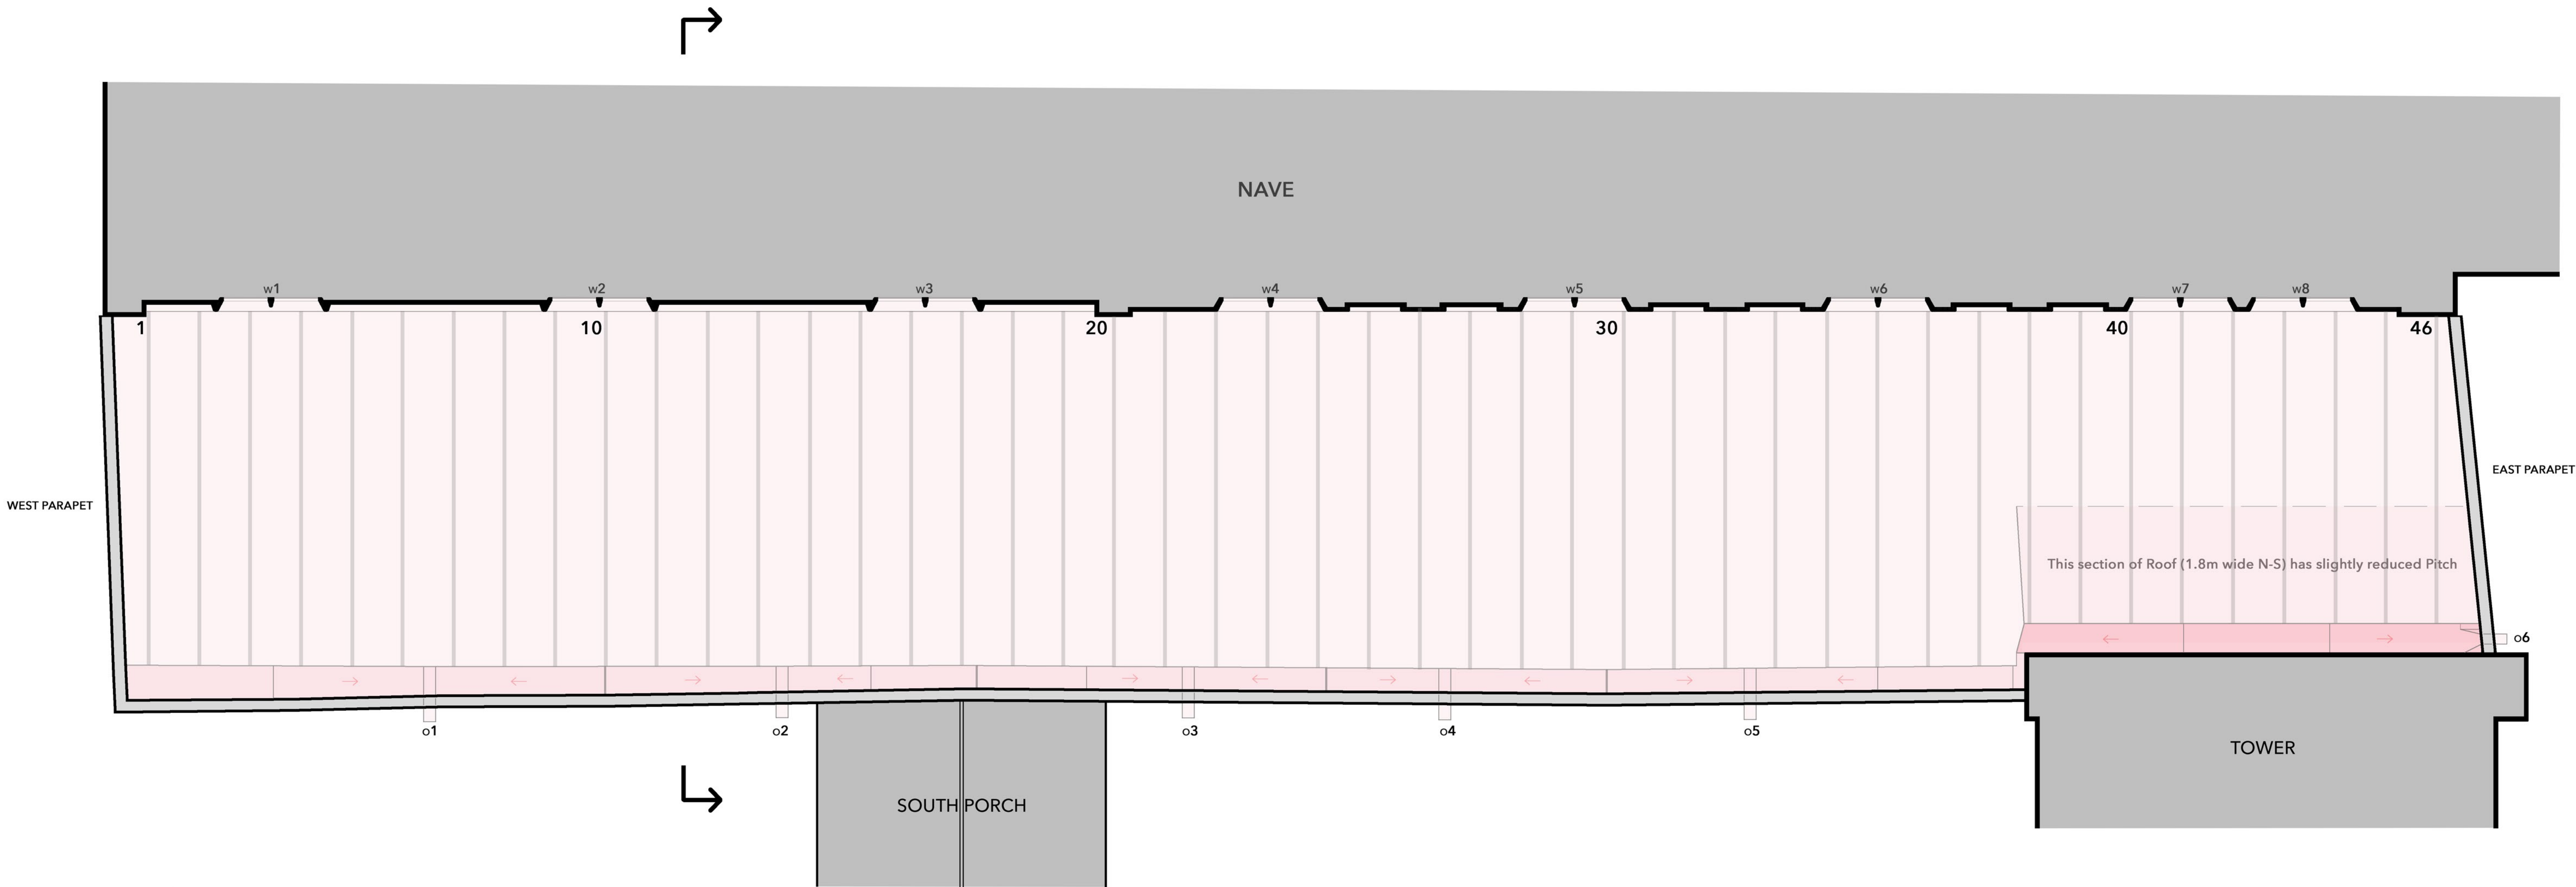 NAVE
w1
w2
w3
w4
w5
w6
w7
w8
1
10
20
30
40
46
WEST PARAPET
EAST PARAPET
This section of Roof (1.8m wide N-S) has slightly reduced Pitch
o6
o1
o2
o3
o4
o5
TOWER
SOUTH PORCH